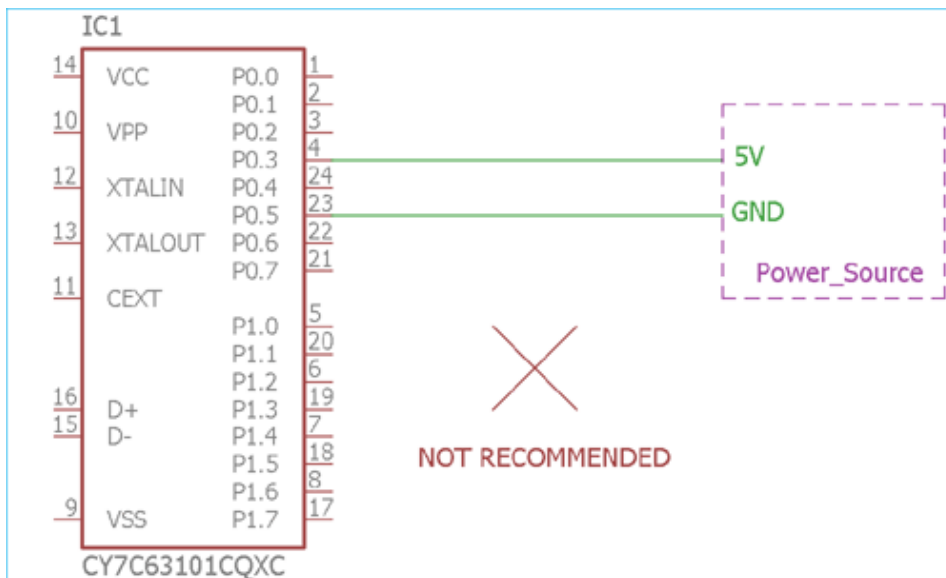 IC1
14 VCC P0.0 1
P0.1 2
10 VPP P0.2 3
P0.3 4 5V
12 XTALIN P0.4 24
P0.5 23 GND
13 XTALOUT P0.6 22
P0.7 21
Power_Source
11 CEXT
P1.0 5
P1.1 20
P1.2 6
16 D+ P1.3 19
15 D- P1.4 7
NOT RECOMMENDED
P1.5 18
P1.6 8
9 VSS P1.7 17
CY7C63101CQXC